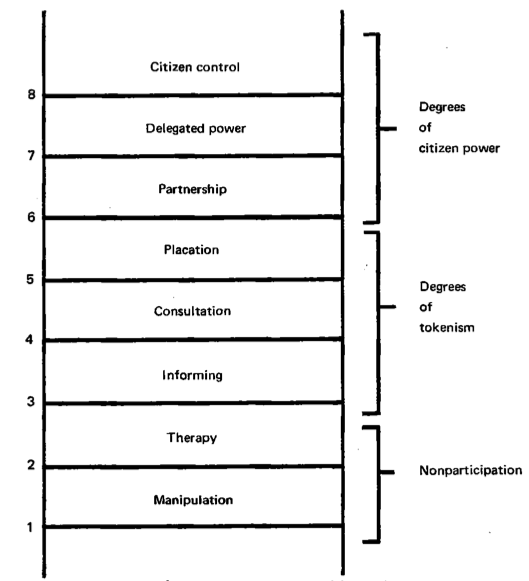 Citizen control
8
Delegated power
7
Partnership
6
Placation
5
Consultation
4
Informing
3
Therapy
2
Manipulation
1
Degrees
of
citizen power
Degrees
of
tokenism
Nonparticipation